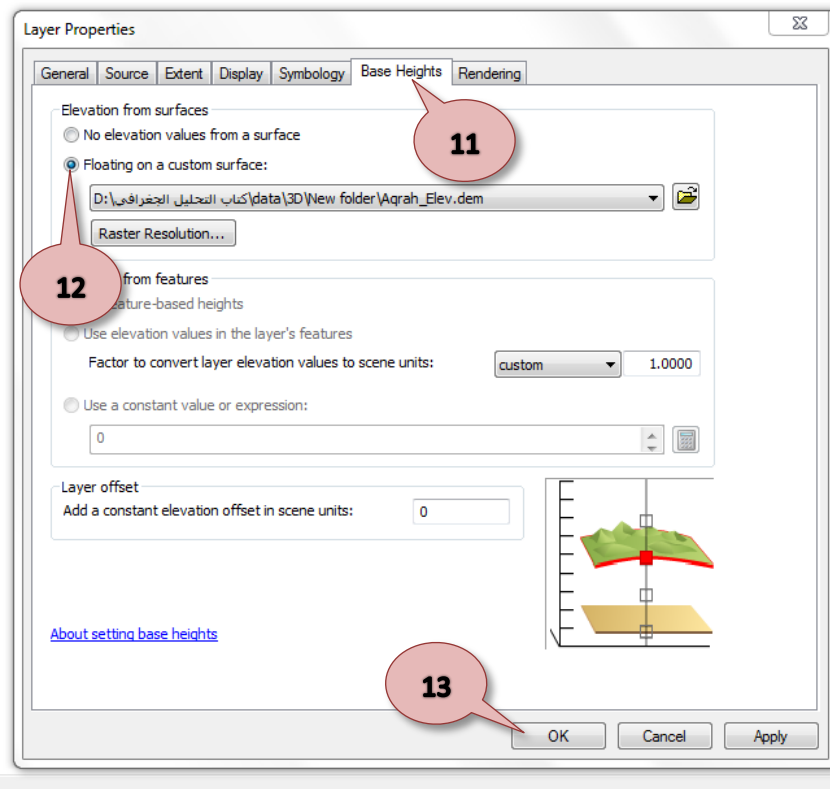 Layer Properties
General Source Extent Display Symbology Base Heights Rendering
11
Elevation from surfaces
No elevation values from a surface
Floating on a custom surface:
D:\كتاب التحليل الجغرافي\data\3D\New folder\Aqrah_Elev.dem
Raster Resolution...
12
from features
eature-based heights
Use elevation values in the layer's features
Factor to convert layer elevation values to scene units: custom 1.0000
Use a constant value or expression:
0
Layer offset
Add a constant elevation offset in scene units: 0
About setting base heights
13
OK Cancel Apply